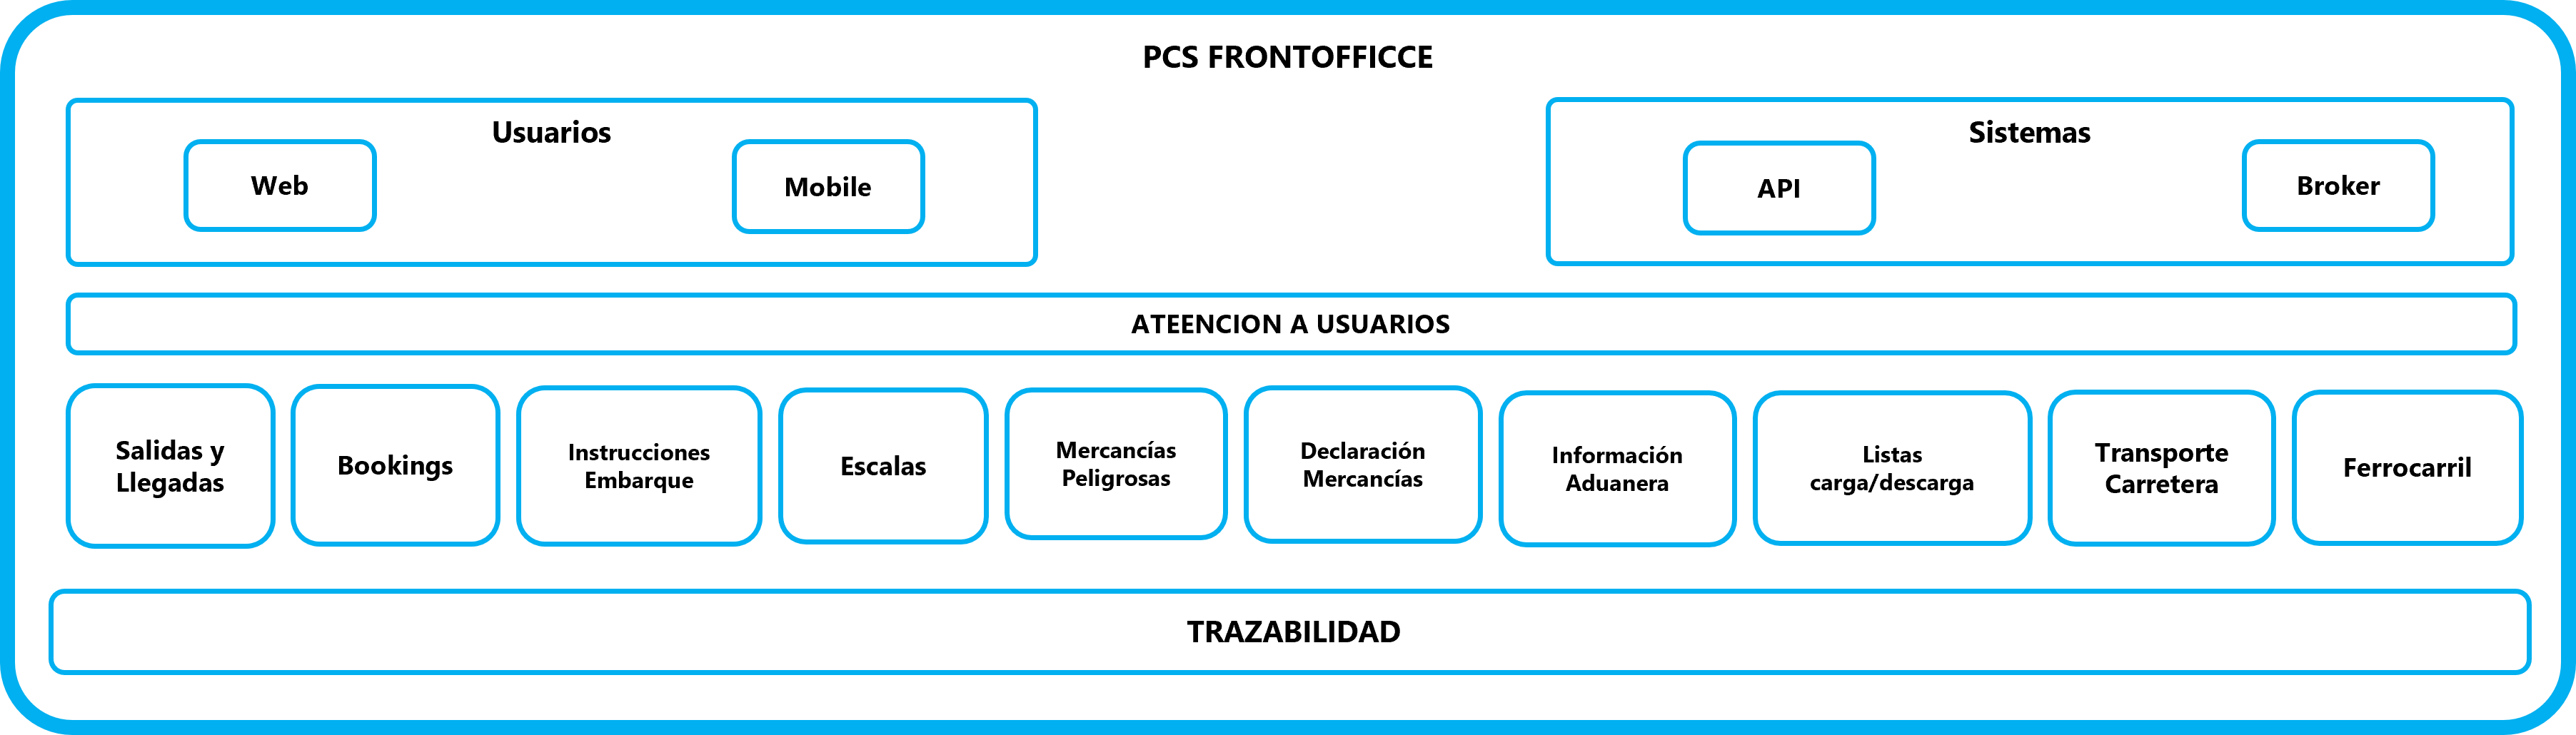 PCS FRONTOFFICCE
Usuarios
Web
Mobile
Sistemas
API
Broker
ATEENCION A USUARIOS
Salidas y
Llegadas
Bookings
Instrucciones
Embarque
Escalas
Mercancías
Peligrosas
Declaración
Mercancías
Información
Aduanera
Listas
carga/descarga
Transporte
Carretera
Ferrocarril
TRAZABILIDAD